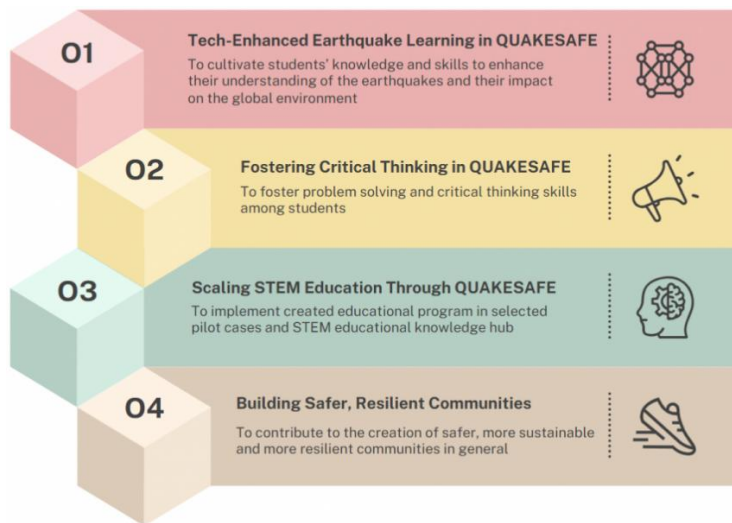 01
Tech-Enhanced Earthquake Learning in QUAKESAFE
To cultivate students' knowledge and skills to enhance
their understanding of the earthquakes and their impact
on the global environment
02
Fostering Critical Thinking in QUAKESAFE
To foster problem solving and critical thinking skills
among students
03
Scaling STEM Education Through QUAKESAFE
To implement created educational program in selected
pilot cases and STEM educational knowledge hub
04
Building Safer, Resilient Communities
To contribute to the creation of safer, more sustainable
and more resilient communities in general